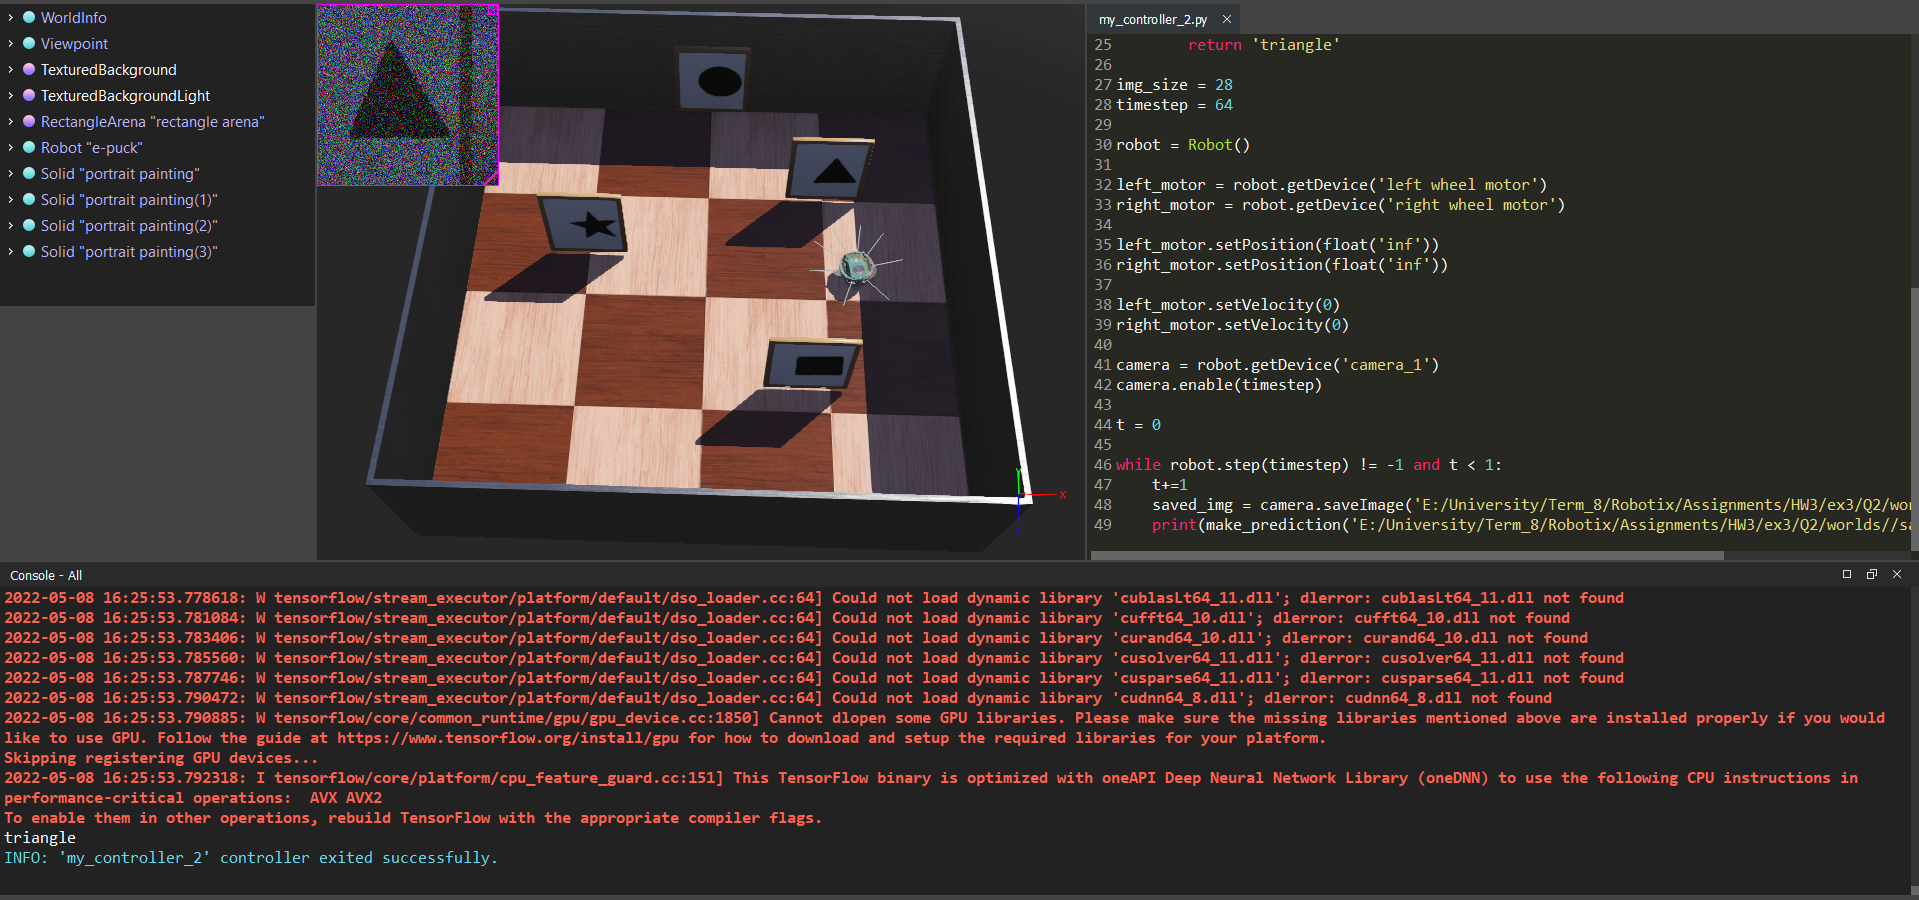 WorldInfo
Viewpoint
TexturedBackground
TexturedBackgroundLight
RectangleArena "rectangle arena"
Robot "e-puck"
Solid "portrait painting"
Solid "portrait painting(1)"
Solid "portrait painting(2)"
Solid "portrait painting(3)"
X
my_controller_2.py ×
25 return 'triangle'
26
27 img_size = 28
28 timestep = 64
29
30 robot = Robot()
31
32 left_motor = robot.getDevice('left wheel motor')
33 right_motor = robot.getDevice('right wheel motor')
34
35 left_motor.setPosition(float('inf'))
36 right_motor.setPosition(float('inf'))
37
38 left_motor.setVelocity(0)
39 right_motor.setVelocity(0)
40
41 camera = robot.getDevice('camera_1')
42 camera.enable(timestep)
43
44 t = 0
45
46 while robot.step(timestep) != -1 and t < 1:
47 t+=1
48 saved_img = camera.saveImage('E:/University/Term_8/Robotix/Assignments/HW3/ex3/Q2/wor
49 print(make_prediction('E:/University/Term_8/Robotix/Assignments/HW3/ex3/Q2/worlds//sa
Console - All
2022-05-08 16:25:53.778618: W tensorflow/stream_executor/platform/default/dso_loader.cc:64] Could not load dynamic library 'cublasLt64_11.dll'; dlerror: cublasLt64_11.dll not found
2022-05-08 16:25:53.781084: W tensorflow/stream_executor/platform/default/dso_loader.cc:64] Could not load dynamic library 'cufft64_10.dll'; dlerror: cufft64_10.dll not found
2022-05-08 16:25:53.783406: W tensorflow/stream_executor/platform/default/dso_loader.cc:64] Could not load dynamic library 'curand64_10.dll'; dlerror: curand64_10.dll not found
2022-05-08 16:25:53.785560: W tensorflow/stream_executor/platform/default/dso_loader.cc:64] Could not load dynamic library 'cusolver64_11.dll'; dlerror: cusolver64_11.dll not found
2022-05-08 16:25:53.787746: W tensorflow/stream_executor/platform/default/dso_loader.cc:64] Could not load dynamic library 'cusparse64_11.dll'; dlerror: cusparse64_11.dll not found
2022-05-08 16:25:53.790472: W tensorflow/stream_executor/platform/default/dso_loader.cc:64] Could not load dynamic library 'cudnn64_8.dll'; dlerror: cudnn64_8.dll not found
2022-05-08 16:25:53.790885: W tensorflow/core/common_runtime/gpu/gpu_device.cc:1850] Cannot dlopen some GPU libraries. Please make sure the missing libraries mentioned above are installed properly if you would
like to use GPU. Follow the guide at https://www.tensorflow.org/install/gpu for how to download and setup the required libraries for your platform.
Skipping registering GPU devices...
2022-05-08 16:25:53.792318: I tensorflow/core/platform/cpu_feature_guard.cc:151] This TensorFlow binary is optimized with oneAPI Deep Neural Network Library (oneDNN) to use the following CPU instructions in
performance-critical operations:  AVX AVX2
To enable them in other operations, rebuild TensorFlow with the appropriate compiler flags.
triangle
INFO: 'my_controller_2' controller exited successfully.